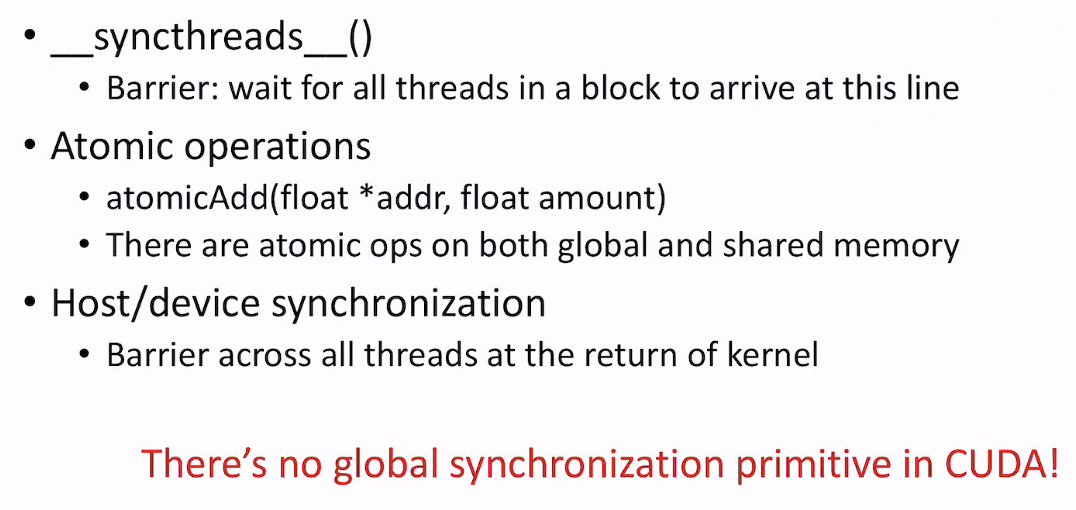 • __syncthreads__()
• Barrier: wait for all threads in a block to arrive at this line
• Atomic operations
• atomicAdd(float *addr, float amount)
• There are atomic ops on both global and shared memory
• Host/device synchronization
• Barrier across all threads at the return of kernel
There's no global synchronization primitive in CUDA!